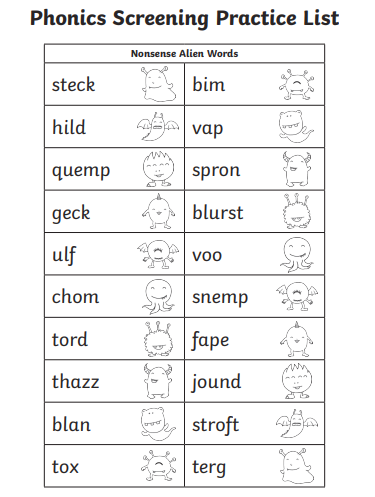 Phonics Screening Practice List
Nonsense Alien Words
steck bim
hild vap
quemp spron
geck blurst
ulf voo
chom snemp
tord fape
thazz jound
blan stroft
tox terg